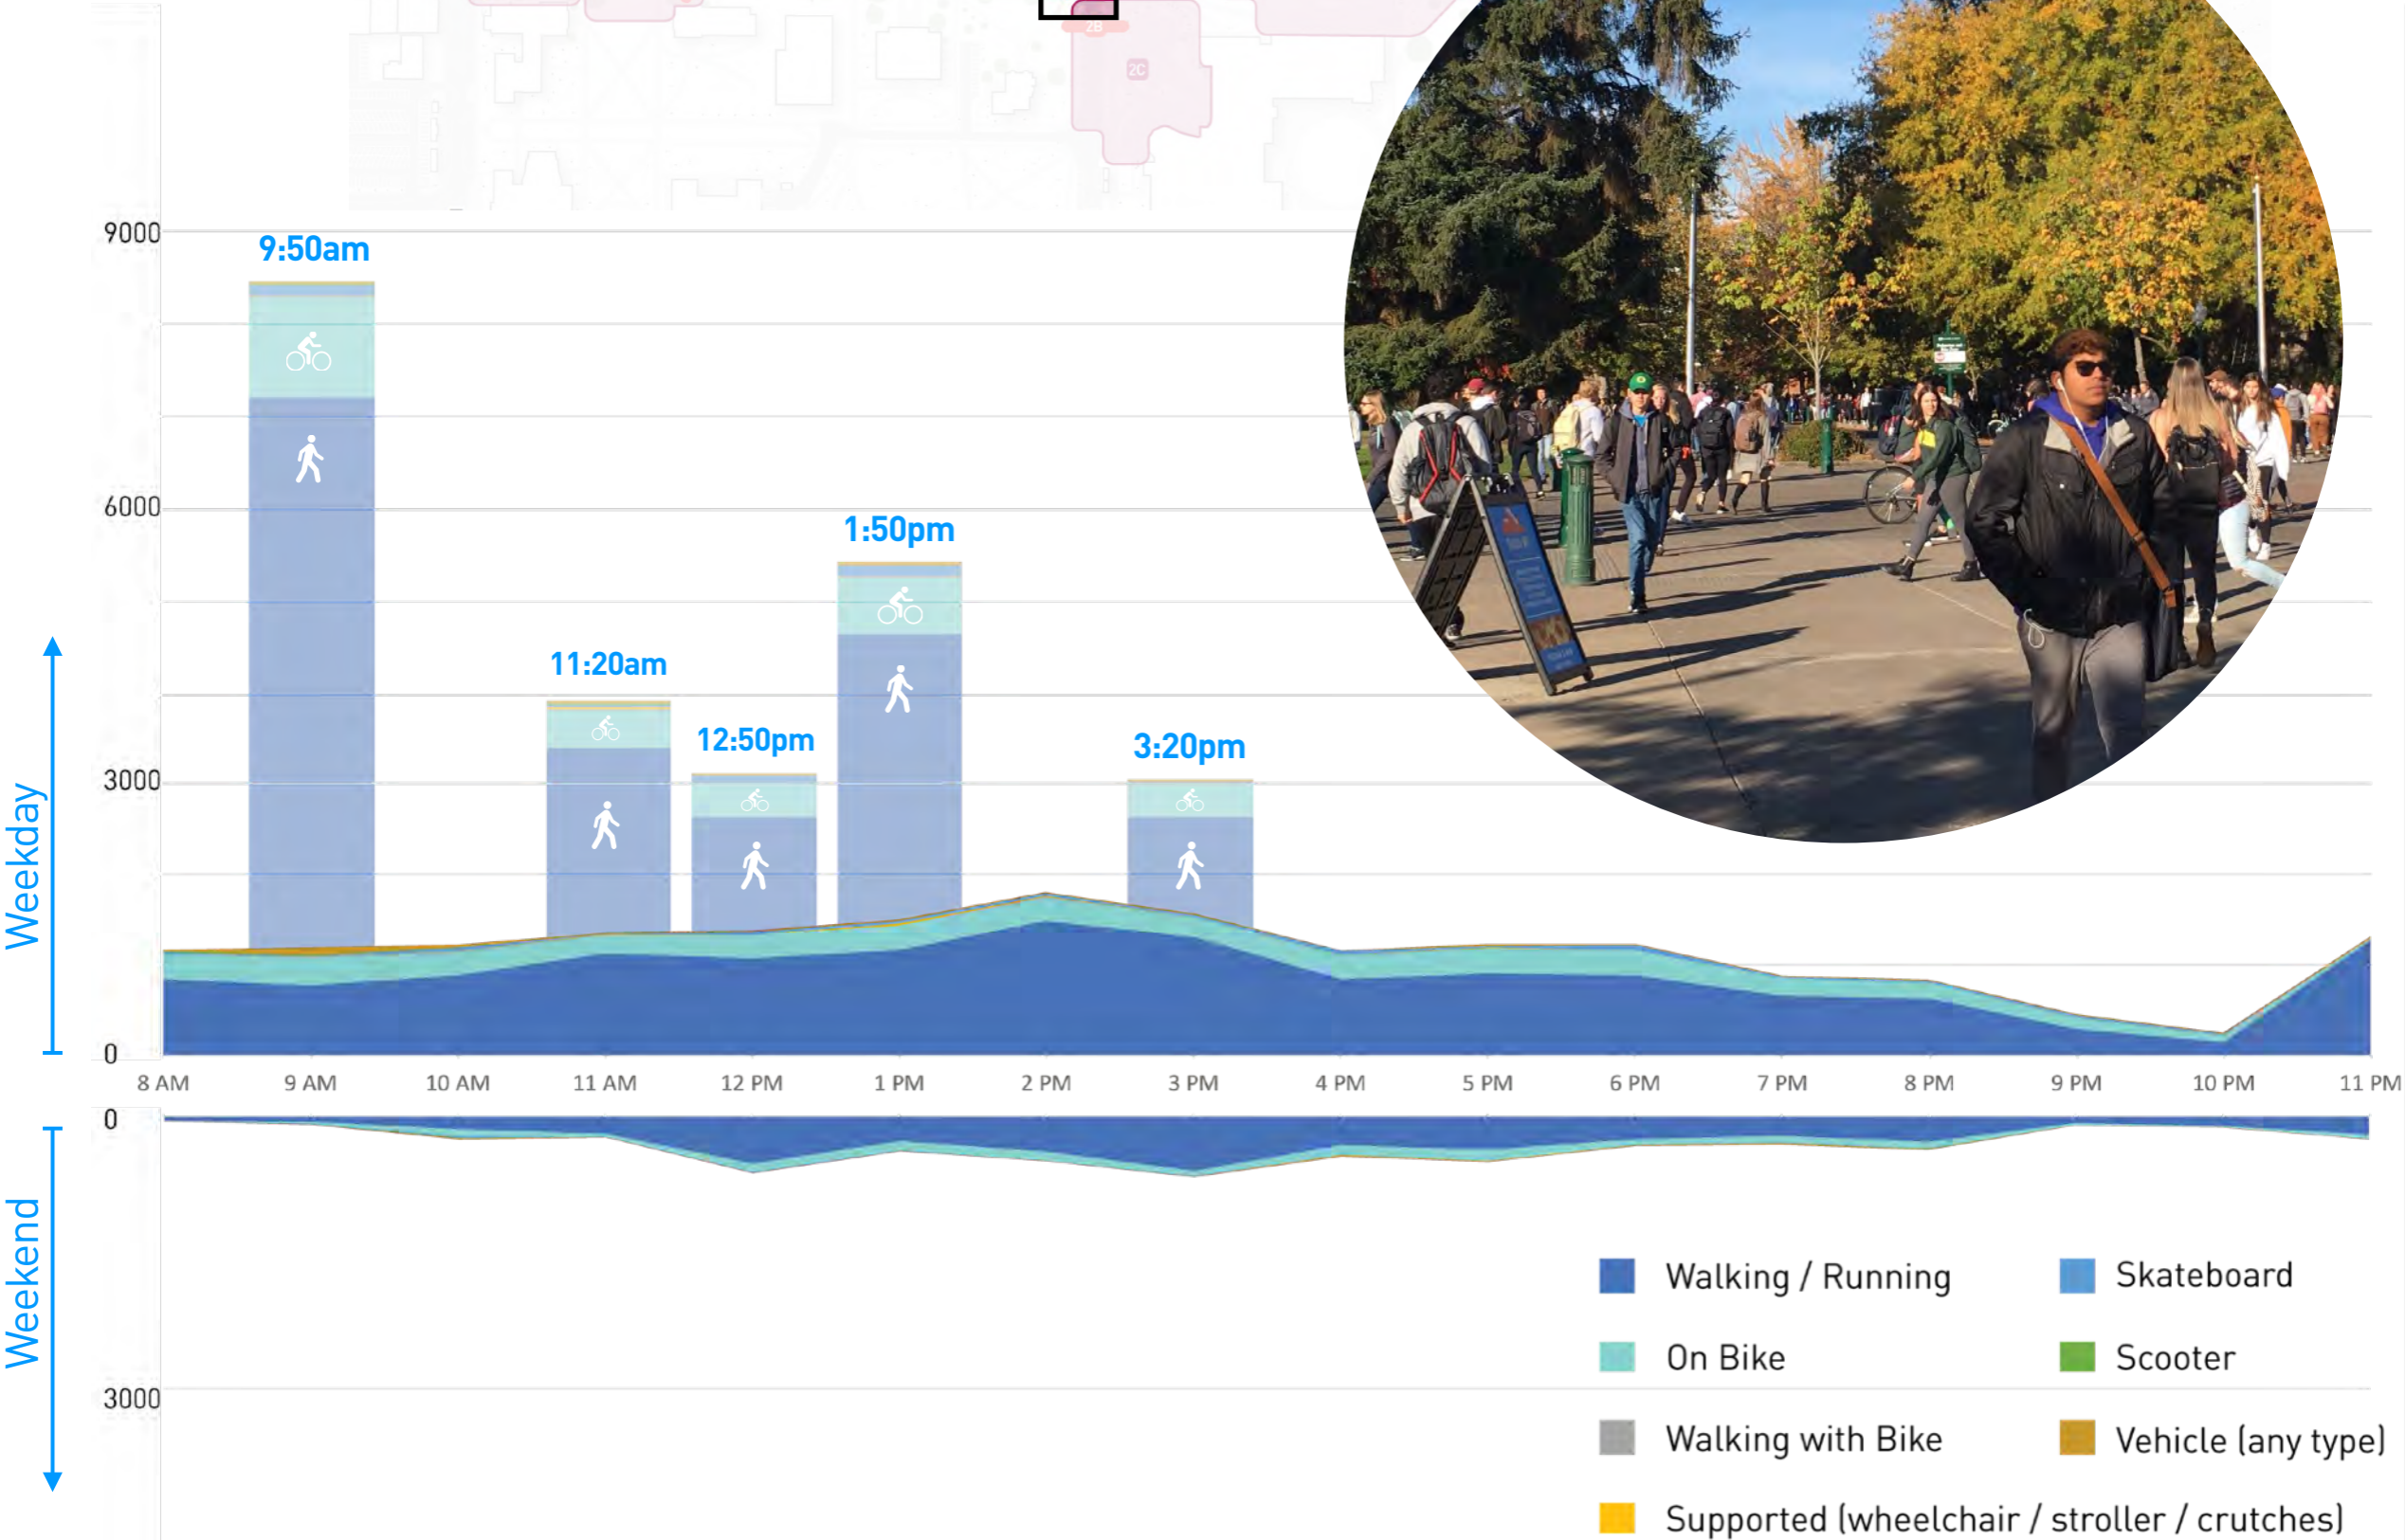 2B
2C
9000
9:50am
6000
1:50pm
11:20am
12:50pm
3:20pm
3000
Weekday
0
8 AM 9 AM 10 AM 11 AM 12 PM 1 PM 2 PM 3 PM 4 PM 5 PM 6 PM 7 PM 8 PM 9 PM 10 PM 11 PM
0
Weekend
3000
Walking / Running
Skateboard
On Bike
Scooter
Walking with Bike
Vehicle (any type)
Supported (wheelchair / stroller / crutches)